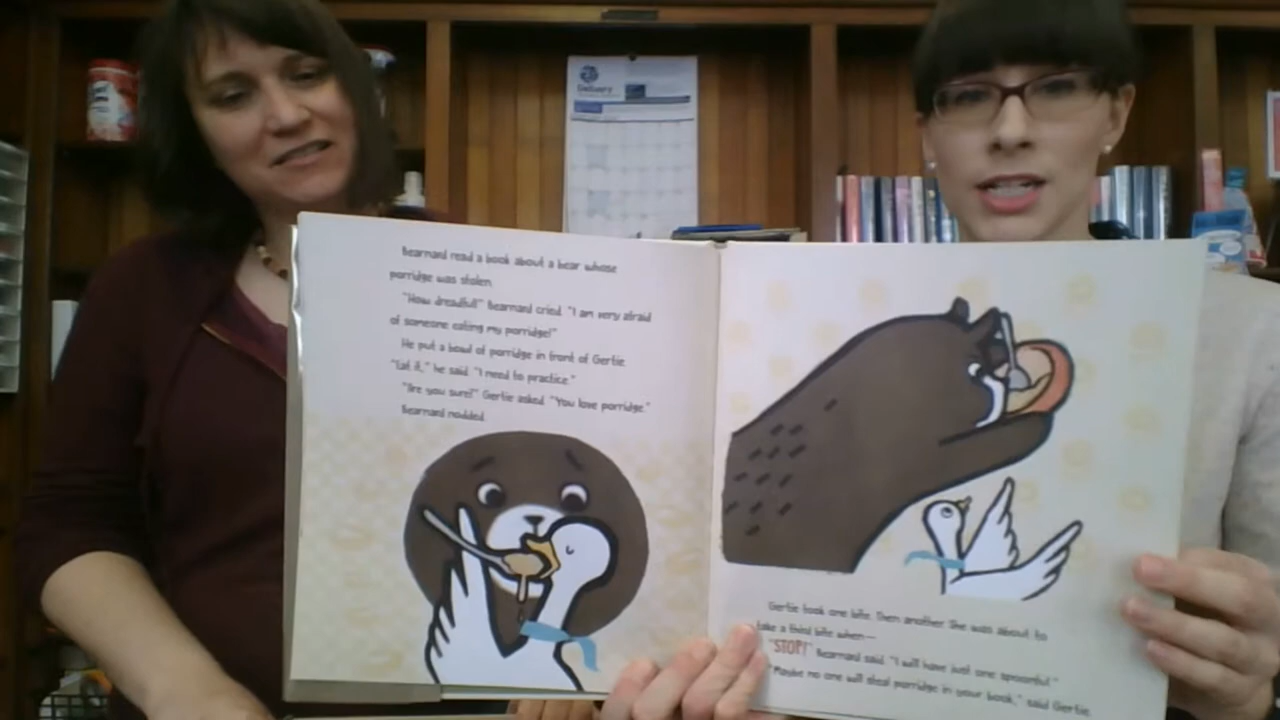 Bearnard read a book about a bear whose
porridge was stolen.
"How dreadful!" Bearnard cried. "I am very afraid
of someone eating my porridge!"
He put a bowl of porridge in front of Gertie.
"Eat it," he said. "I need to practice."
"Are you sure?" Gertie asked. "You love porridge."
Bearnard nodded.
Gertie took one bite. Then another. She was about to
take a third bite when—
"STOP!" Bearnard said. "I will have just one spoonful."
"Maybe no one will steal porridge in your book," said Gertie.